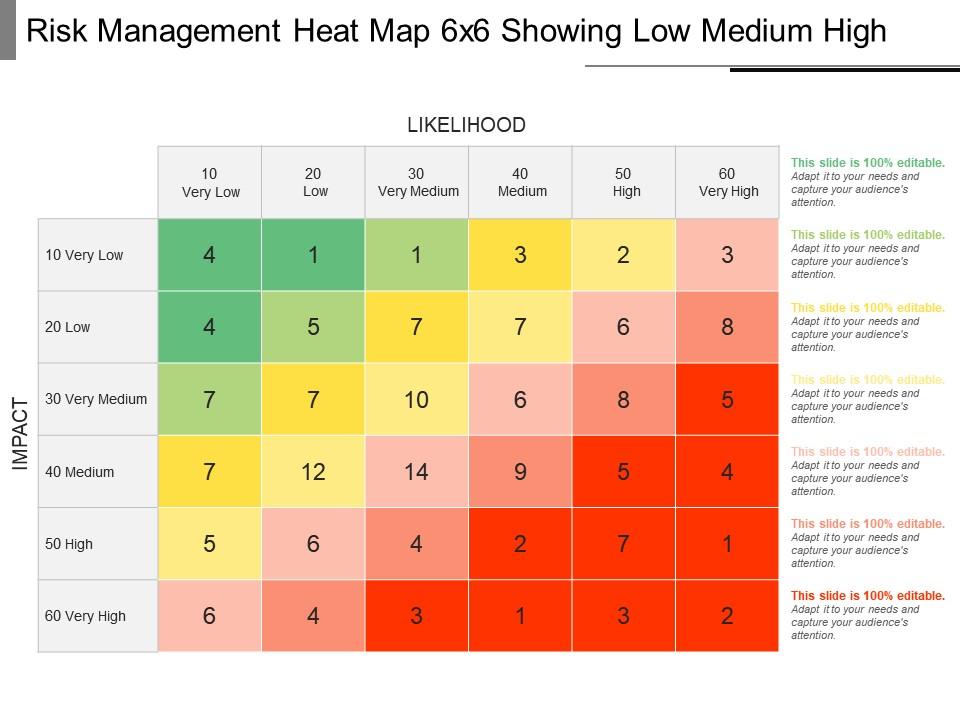 Risk Management Heat Map 6x6 Showing Low Medium High
LIKELIHOOD
10 20 30 40 50 60
Very Low Low Very Medium Medium High Very High
IMPACT
10 Very Low 4 1 1 3 2 3
20 Low 4 5 7 7 6 8
30 Very Medium 7 7 10 6 8 5
40 Medium 7 12 14 9 5 4
50 High 5 6 4 2 7 1
60 Very High 6 4 3 1 3 2
This slide is 100% editable.
Adapt it to your needs and
capture your audience's
attention.
This slide is 100% editable.
Adapt it to your needs and
capture your audience's
attention.
This slide is 100% editable.
Adapt it to your needs and
capture your audience's
attention.
This slide is 100% editable.
Adapt it to your needs and
capture your audience's
attention.
This slide is 100% editable.
Adapt it to your needs and
capture your audience's
attention.
This slide is 100% editable.
Adapt it to your needs and
capture your audience's
attention.
This slide is 100% editable.
Adapt it to your needs and
capture your audience's
attention.